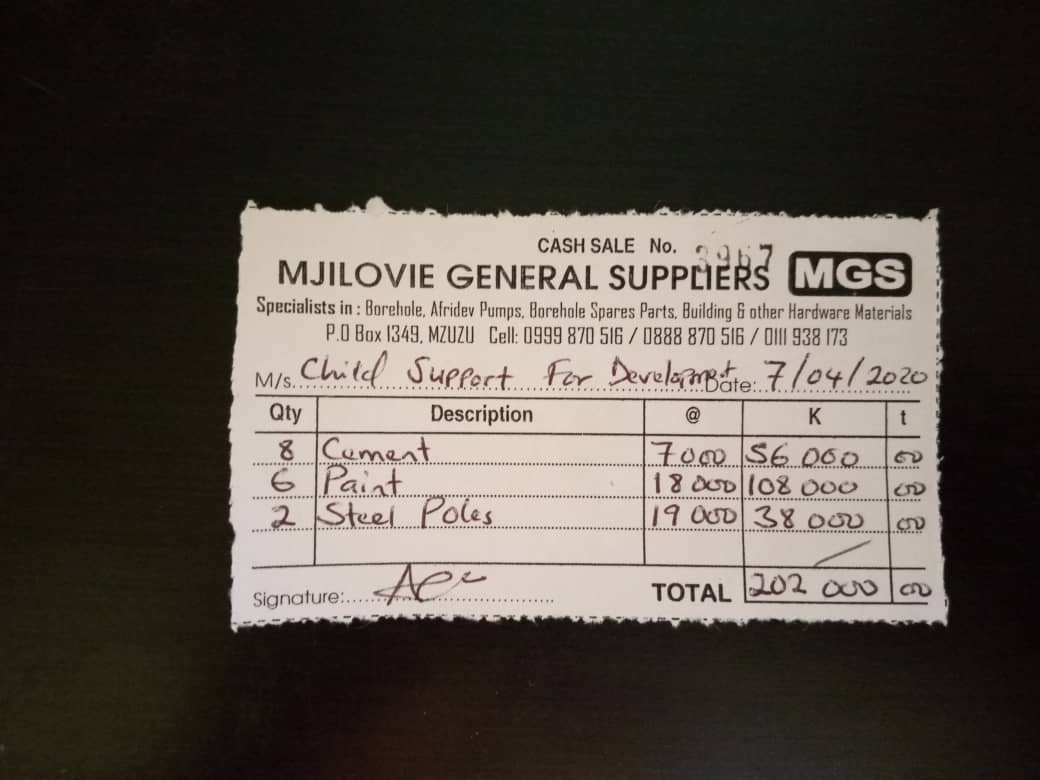 CASH SALE No. 3967
MJILOVIE GENERAL SUPPLIERS MGS
Specialists in : Borehole, Afridev Pumps, Borehole Spares Parts, Building & other Hardware Materials
P.O Box 1349, MZUZU Cell: 0999 870 516 / 0888 870 516 / 0111 938 173
M/s. Child Support For Development Date: 7/04/2020
Qty Description @ K t
8 Cement 7000 56 000 00
6 Paint 18 000 108 000 00
2 Steel Poles 19 000 38 000 00
Signature: TOTAL 202 000 00